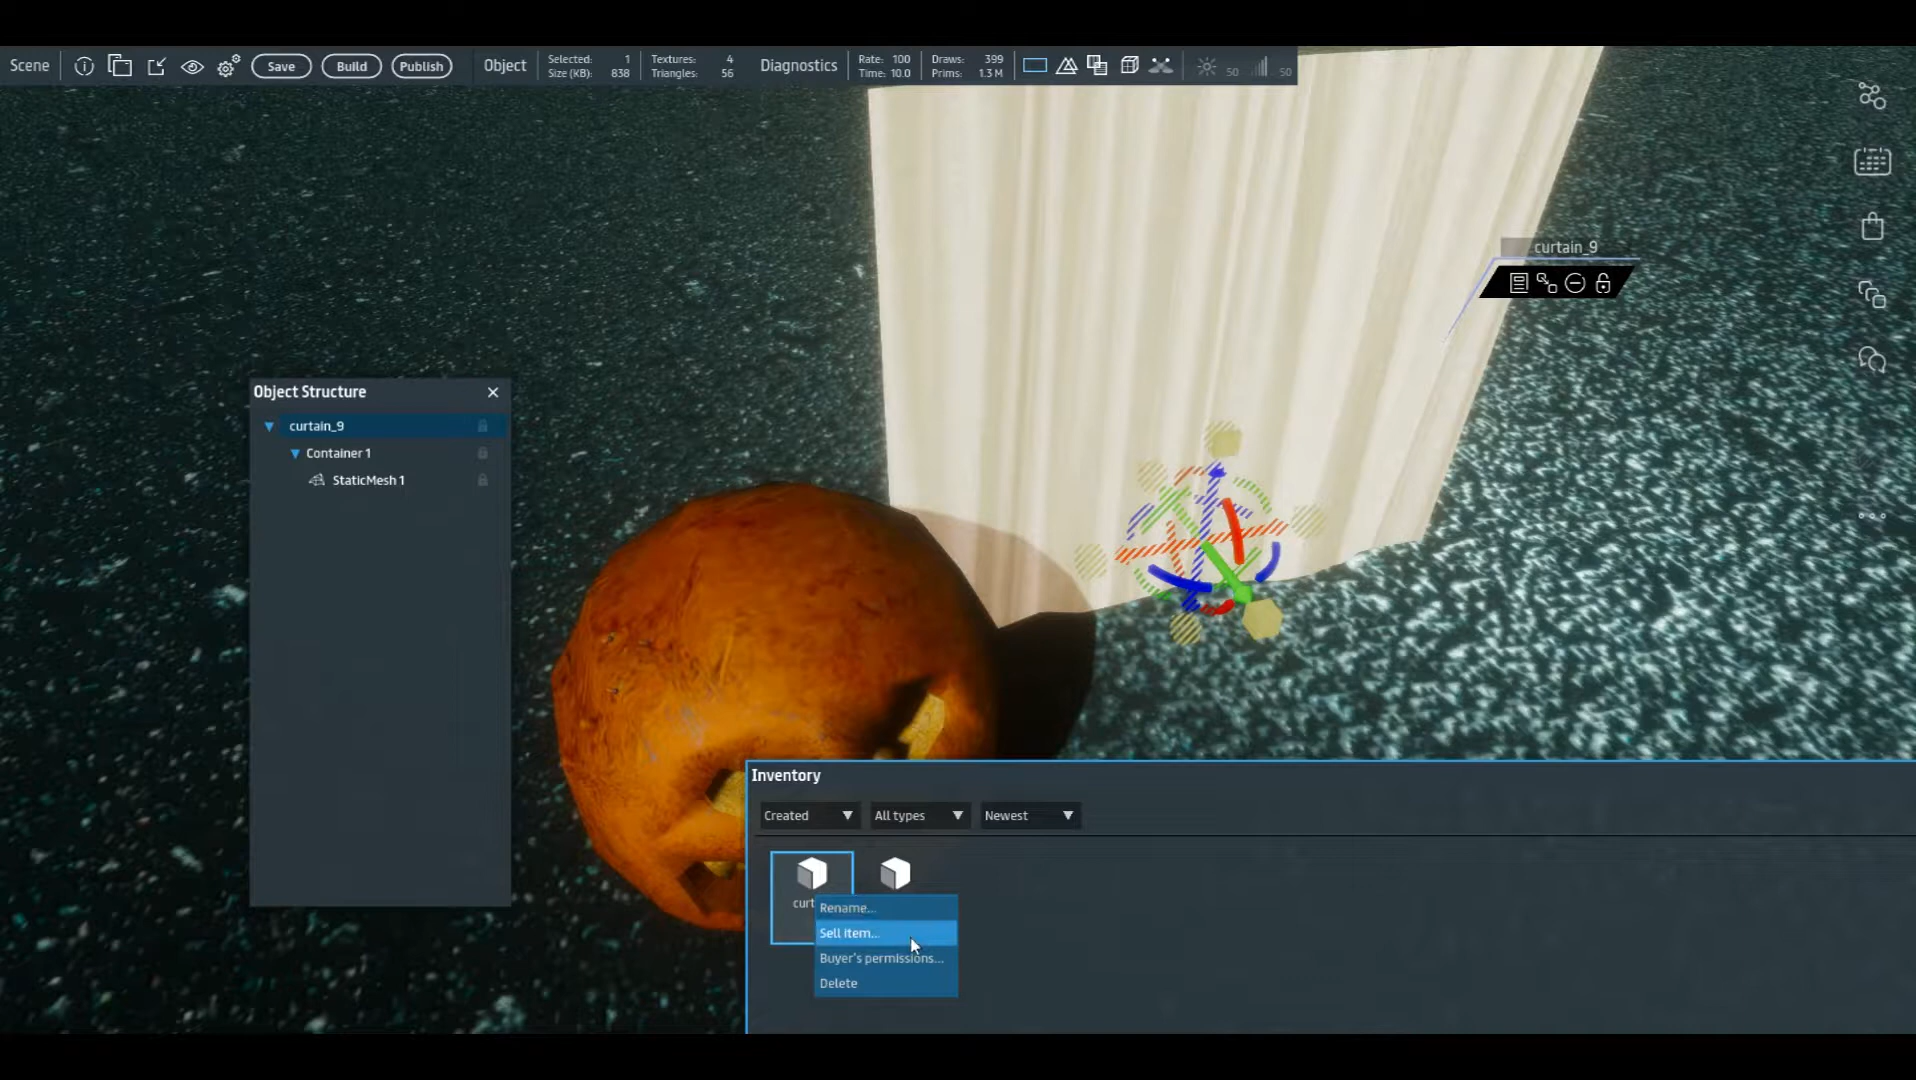 Scene Save Build Publish Object Selected: 1 Textures: 4 Diagnostics Rate: 100 Draws: 399
Size (KB): 838 Triangles: 56 Time: 10.0 Prims: 1.3 M 50 50
curtain_9
Object Structure
curtain_9
Container 1
StaticMesh 1
Inventory
Created All types Newest
curt
Rename...
Sell item...
Buyer's permissions...
Delete